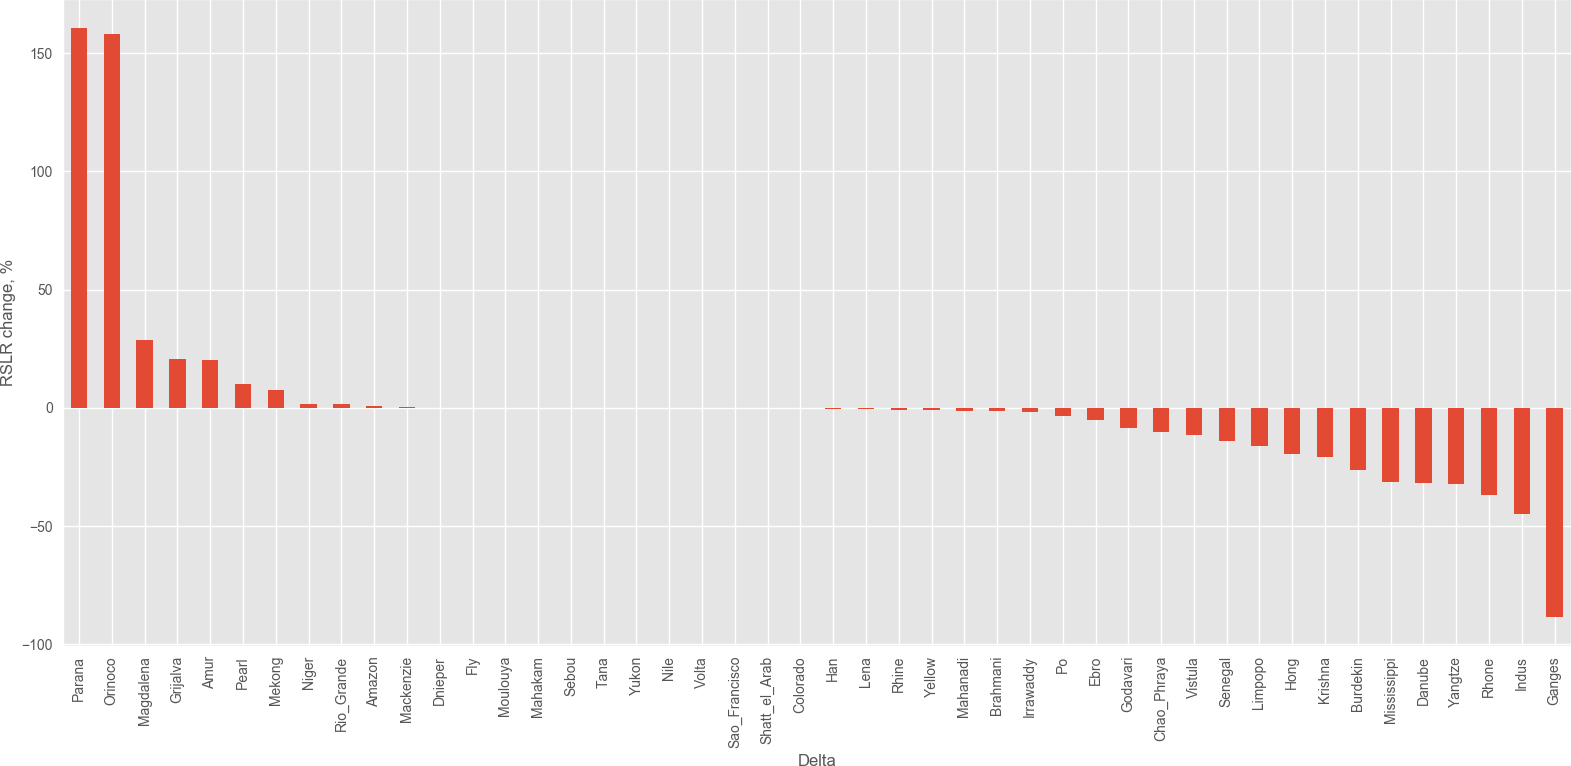 150
100
50
0
−50
−100
RSLR change, %
Parana
Orinoco
Magdalena
Grijalva
Amur
Pearl
Mekong
Niger
Rio_Grande
Amazon
Mackenzie
Dnieper
Fly
Moulouya
Mahakam
Sebou
Tana
Yukon
Nile
Volta
Sao_Francisco
Shatt_el_Arab
Colorado
Han
Lena
Rhine
Yellow
Mahanadi
Brahmani
Irrawaddy
Po
Ebro
Godavari
Chao_Phraya
Vistula
Senegal
Limpopo
Hong
Krishna
Burdekin
Mississippi
Danube
Yangtze
Rhone
Indus
Ganges
Delta